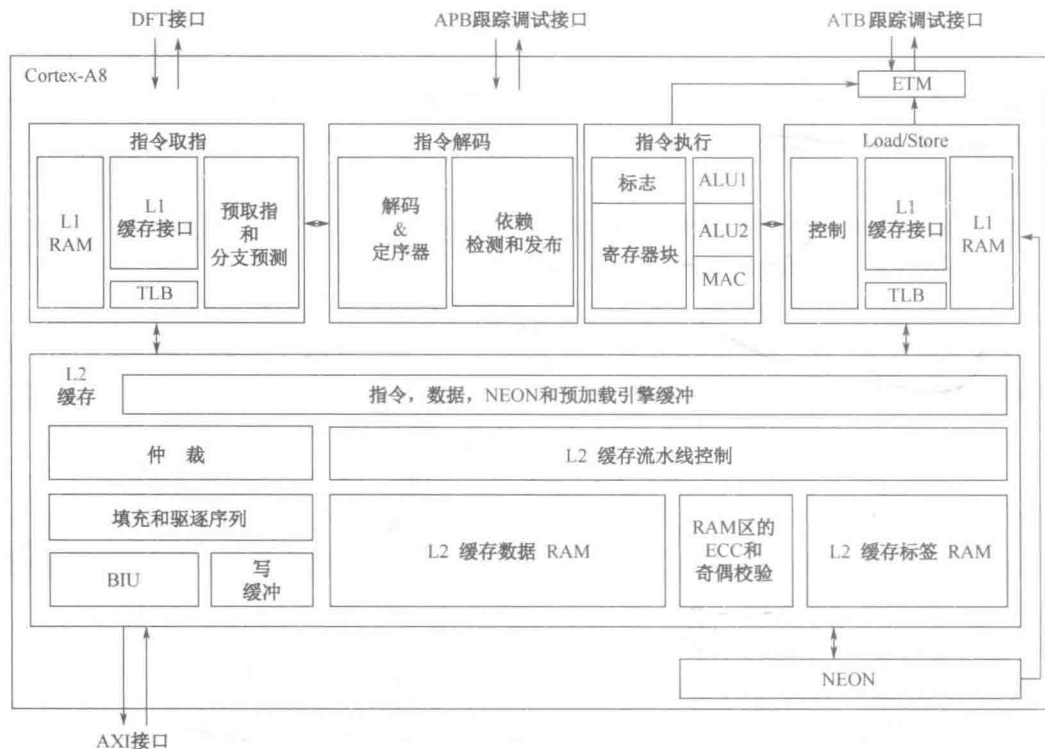 DFT接口
APB跟踪调试接口
ATB 跟踪调试接口
Cortex-A8
ETM
指令取指
L1
RAM
L1
缓存接口
TLB
预取指
和
分支预测
指令解码
解码
&
定序器
依赖
检测和发布
指令执行
标志
寄存器块
ALU1
ALU2
MAC
Load/Store
控制
L1
缓存接口
TLB
L1
RAM
L2
缓存
指令，数据，NEON和预加载引擎缓冲
仲 裁
L2 缓存流水线控制
填充和驱逐序列
BIU
写
缓冲
L2 缓存数据 RAM
RAM区的
ECC和
奇偶校验
L2 缓存标签 RAM
NEON
AXI接口